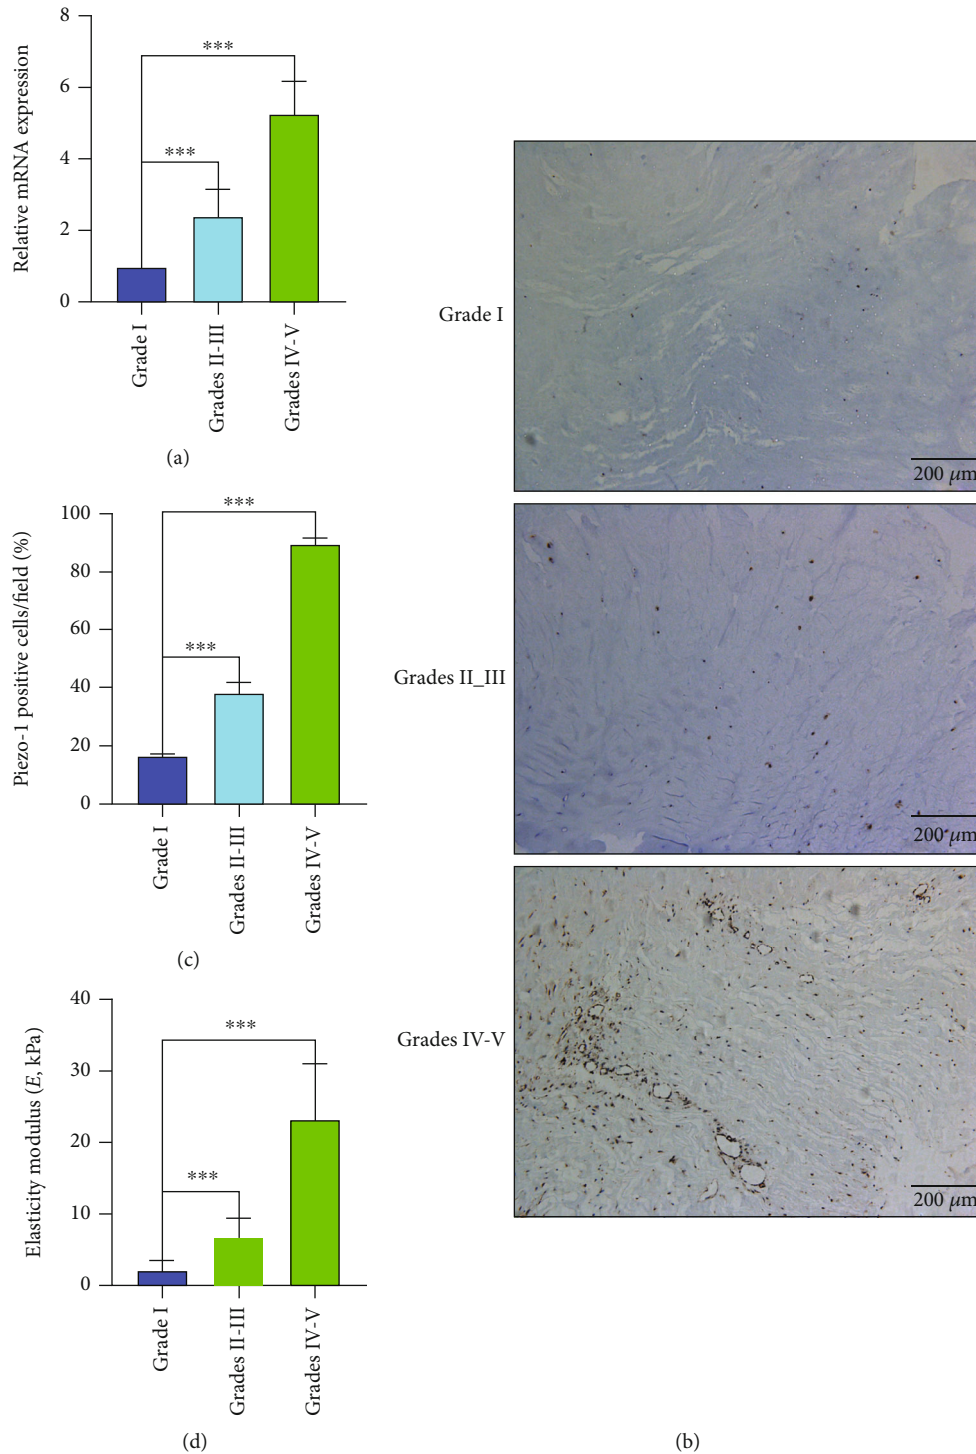 8
6
4
2
0
Relative mRNA expression
***
***
Grade I
Grades II-III
Grades IV-V
(a)
100
80
60
40
20
0
Piezo-1 positive cells/field (%)
***
***
Grade I
Grades II-III
Grades IV-V
(c)
40
30
20
10
0
Elasticity modulus (E, kPa)
***
***
Grade I
Grades II-III
Grades IV-V
(d)
Grade I
200 μm
Grades II_III
200 μm
Grades IV-V
200 μm
(b)